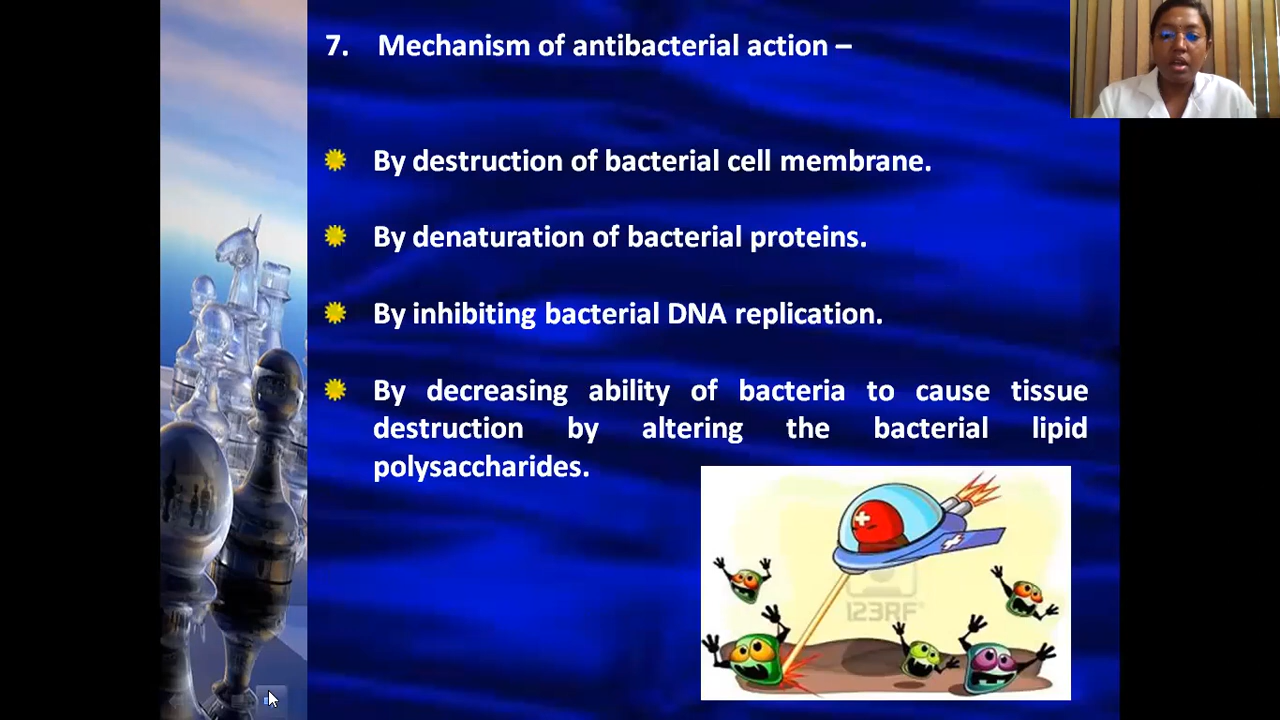 7. Mechanism of antibacterial action –
By destruction of bacterial cell membrane.
By denaturation of bacterial proteins.
By inhibiting bacterial DNA replication.
By decreasing ability of bacteria to cause tissue
destruction by altering the bacterial lipid
polysaccharides.
123RF